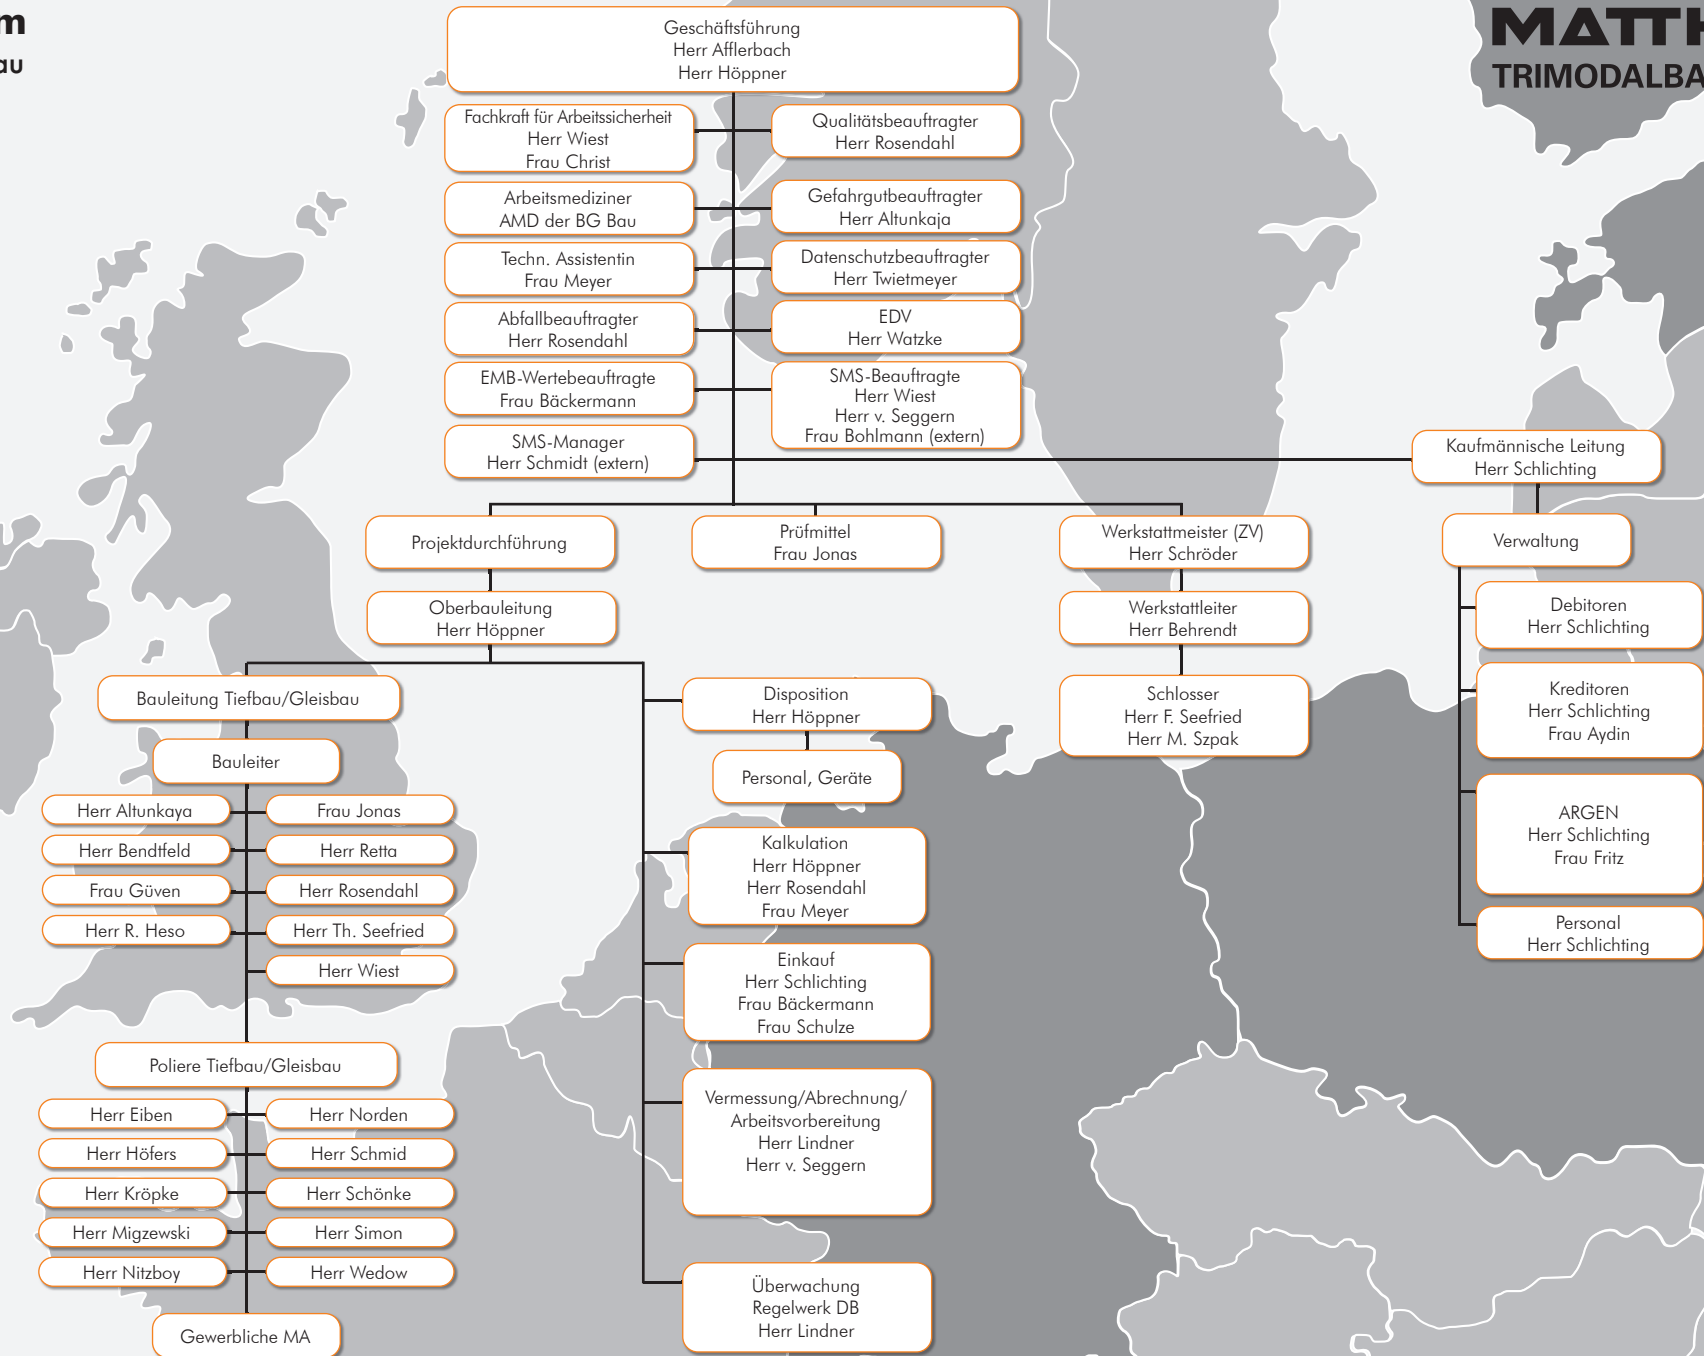 Geschäftsführung
Herr Afflerbach
Herr Höppner
MATTH
TRIMODALBA
m
au
Fachkraft für Arbeitssicherheit
Herr Wiest
Frau Christ
Qualitätsbeauftragter
Herr Rosendahl
Arbeitsmediziner
AMD der BG Bau
Gefahrgutbeauftragter
Herr Altunkaja
Techn. Assistentin
Frau Meyer
Datenschutzbeauftragter
Herr Twietmeyer
Abfallbeauftragter
Herr Rosendahl
EDV
Herr Watzke
EMB-Wertebeauftragte
Frau Bäckermann
SMS-Beauftragte
Herr Wiest
Herr v. Seggern
Frau Bohlmann (extern)
SMS-Manager
Herr Schmidt (extern)
Kaufmännische Leitung
Herr Schlichting
Projektdurchführung
Prüfmittel
Frau Jonas
Werkstattmeister (ZV)
Herr Schröder
Verwaltung
Oberbauleitung
Herr Höppner
Werkstattleiter
Herr Behrendt
Debitoren
Herr Schlichting
Bauleitung Tiefbau/Gleisbau
Disposition
Herr Höppner
Schlosser
Herr F. Seefried
Herr M. Szpak
Kreditoren
Herr Schlichting
Frau Aydin
Bauleiter
Personal, Geräte
Herr Altunkaya
Frau Jonas
Herr Bendtfeld
Herr Retta
Frau Güven
Herr Rosendahl
Herr R. Heso
Herr Th. Seefried
Herr Wiest
Kalkulation
Herr Höppner
Herr Rosendahl
Frau Meyer
ARGEN
Herr Schlichting
Frau Fritz
Personal
Herr Schlichting
Einkauf
Herr Schlichting
Frau Bäckermann
Frau Schulze
Poliere Tiefbau/Gleisbau
Herr Eiben
Herr Norden
Herr Höfers
Herr Schmid
Herr Kröpke
Herr Schönke
Herr Migzewski
Herr Simon
Herr Nitzboy
Herr Wedow
Gewerbliche MA
Vermessung/Abrechnung/
Arbeitsvorbereitung
Herr Lindner
Herr v. Seggern
Überwachung
Regelwerk DB
Herr Lindner